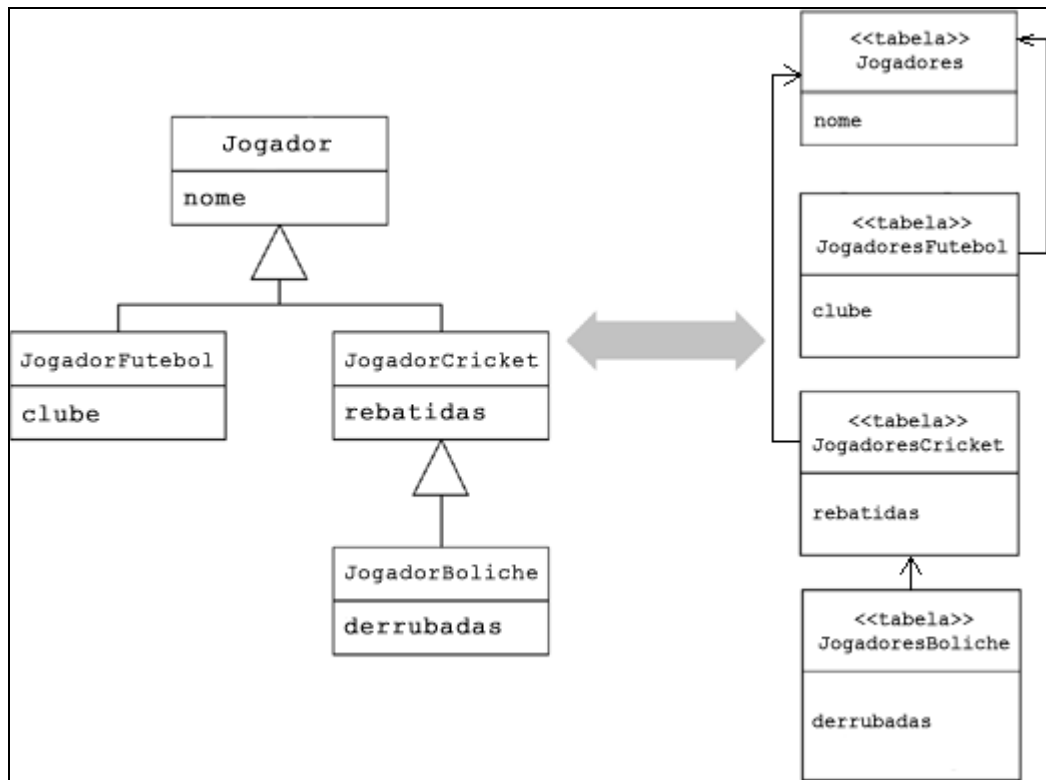 Jogador
nome
JogadorFutebol
clube
JogadorCricket
rebatidas
JogadorBoliche
derrubadas
<<tabela>>
Jogadores
nome
<<tabela>>
JogadoresFutebol
clube
<<tabela>>
JogadoresCricket
rebatidas
<<tabela>>
JogadoresBoliche
derrubadas